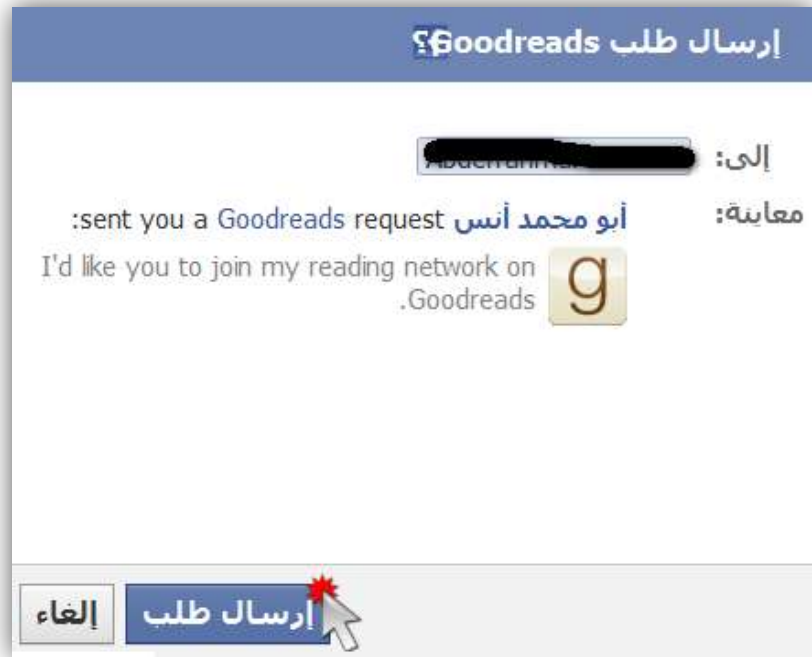 إرسال طلب Goodreads؟
إلى:
معاينة:
أبو محمد أنس sent you a Goodreads request:
I'd like you to join my reading network on
Goodreads.
g
إرسال طلب
إلغاء